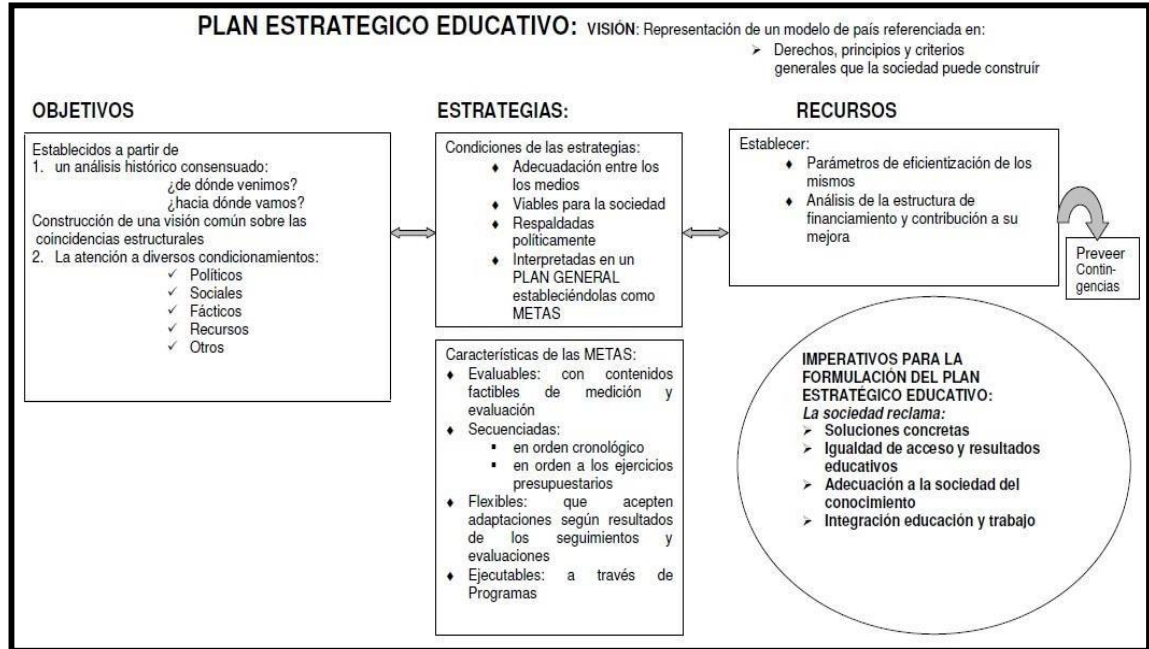 PLAN ESTRATEGICO EDUCATIVO: VISIÓN: Representación de un modelo de país referenciada en:
➢ Derechos, principios y criterios
generales que la sociedad puede construír
OBJETIVOS
Establecidos a partir de
1. un análisis histórico consensuado:
¿de dónde venimos?
¿hacia dónde vamos?
Construcción de una visión común sobre las
coincidencias estructurales
2. La atención a diversos condicionamientos:
✓ Políticos
✓ Sociales
✓ Fácticos
✓ Recursos
✓ Otros
ESTRATEGIAS:
Condiciones de las estrategias:
♦ Adecuadación entre los
los medios
♦ Viables para la sociedad
♦ Respaldadas
políticamente
♦ Interpretadas en un
PLAN GENERAL
estableciéndolas como
METAS
Características de las METAS:
♦ Evaluables: con contenidos
factibles de medición y
evaluación
♦ Secuenciadas:
▪ en orden cronológico
▪ en orden a los ejercicios
presupuestarios
♦ Flexibles: que acepten
adaptaciones según resultados
de los seguimientos y
evaluaciones
♦ Ejecutables: a través de
Programas
RECURSOS
Establecer:
♦ Parámetros de eficientización de los
mismos
♦ Análisis de la estructura de
financiamiento y contribución a su
mejora
Preveer
Contin-
gencias
IMPERATIVOS PARA LA
FORMULACIÓN DEL PLAN
ESTRATÉGICO EDUCATIVO:
La sociedad reclama:
➢ Soluciones concretas
➢ Igualdad de acceso y resultados
educativos
➢ Adecuación a la sociedad del
conocimiento
➢ Integración educación y trabajo